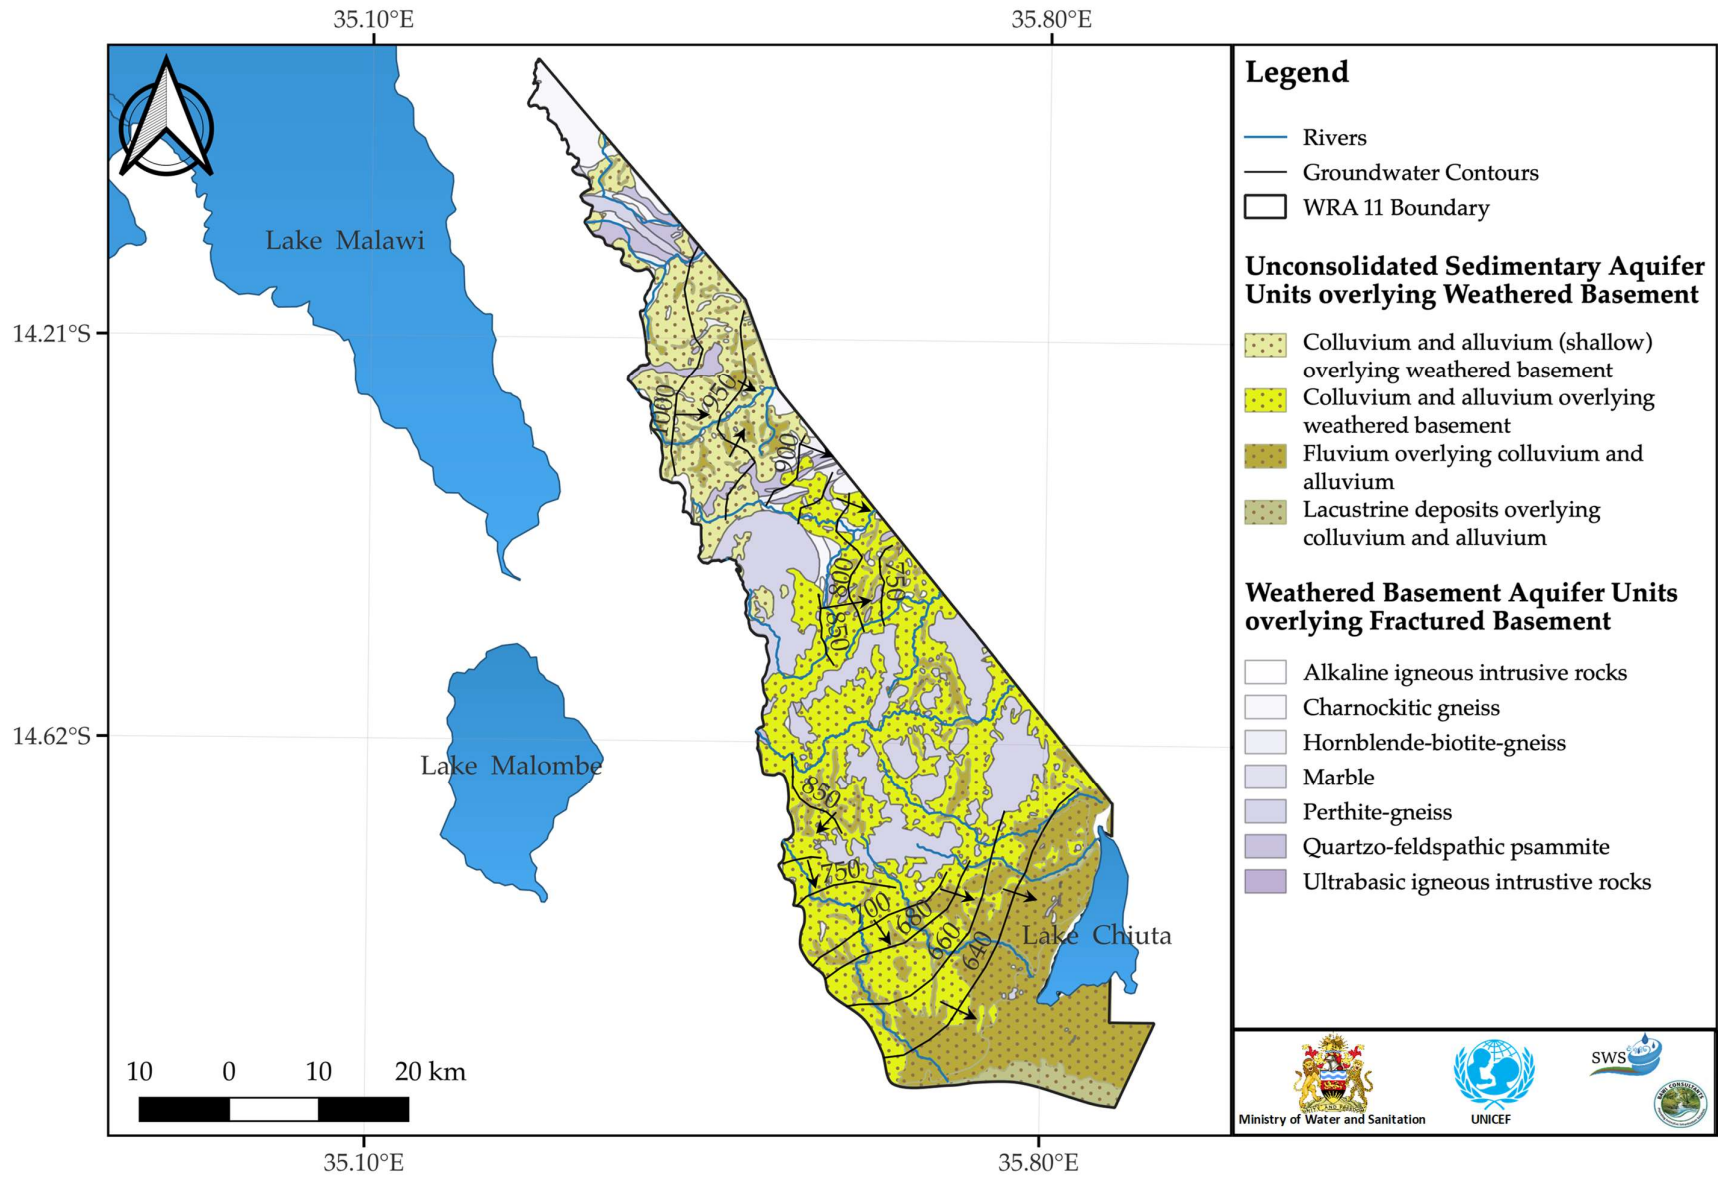 35.10°E
35.80°E
14.21°S
14.62°S
Lake Malawi
Lake Malombe
Lake Chiuta
1000
950
900
800
750
850
850
750
700
680
660
640
10 0 10 20 km
35.10°E
35.80°E
Legend
Rivers
Groundwater Contours
WRA 11 Boundary
Unconsolidated Sedimentary Aquifer
Units overlying Weathered Basement
Colluvium and alluvium (shallow)
overlying weathered basement
Colluvium and alluvium overlying
weathered basement
Fluvium overlying colluvium and
alluvium
Lacustrine deposits overlying
colluvium and alluvium
Weathered Basement Aquifer Units
overlying Fractured Basement
Alkaline igneous intrusive rocks
Charnockitic gneiss
Hornblende-biotite-gneiss
Marble
Perthite-gneiss
Quartzo-feldspathic psammite
Ultrabasic igneous intrustive rocks
Ministry of Water and Sanitation
UNICEF
SWS